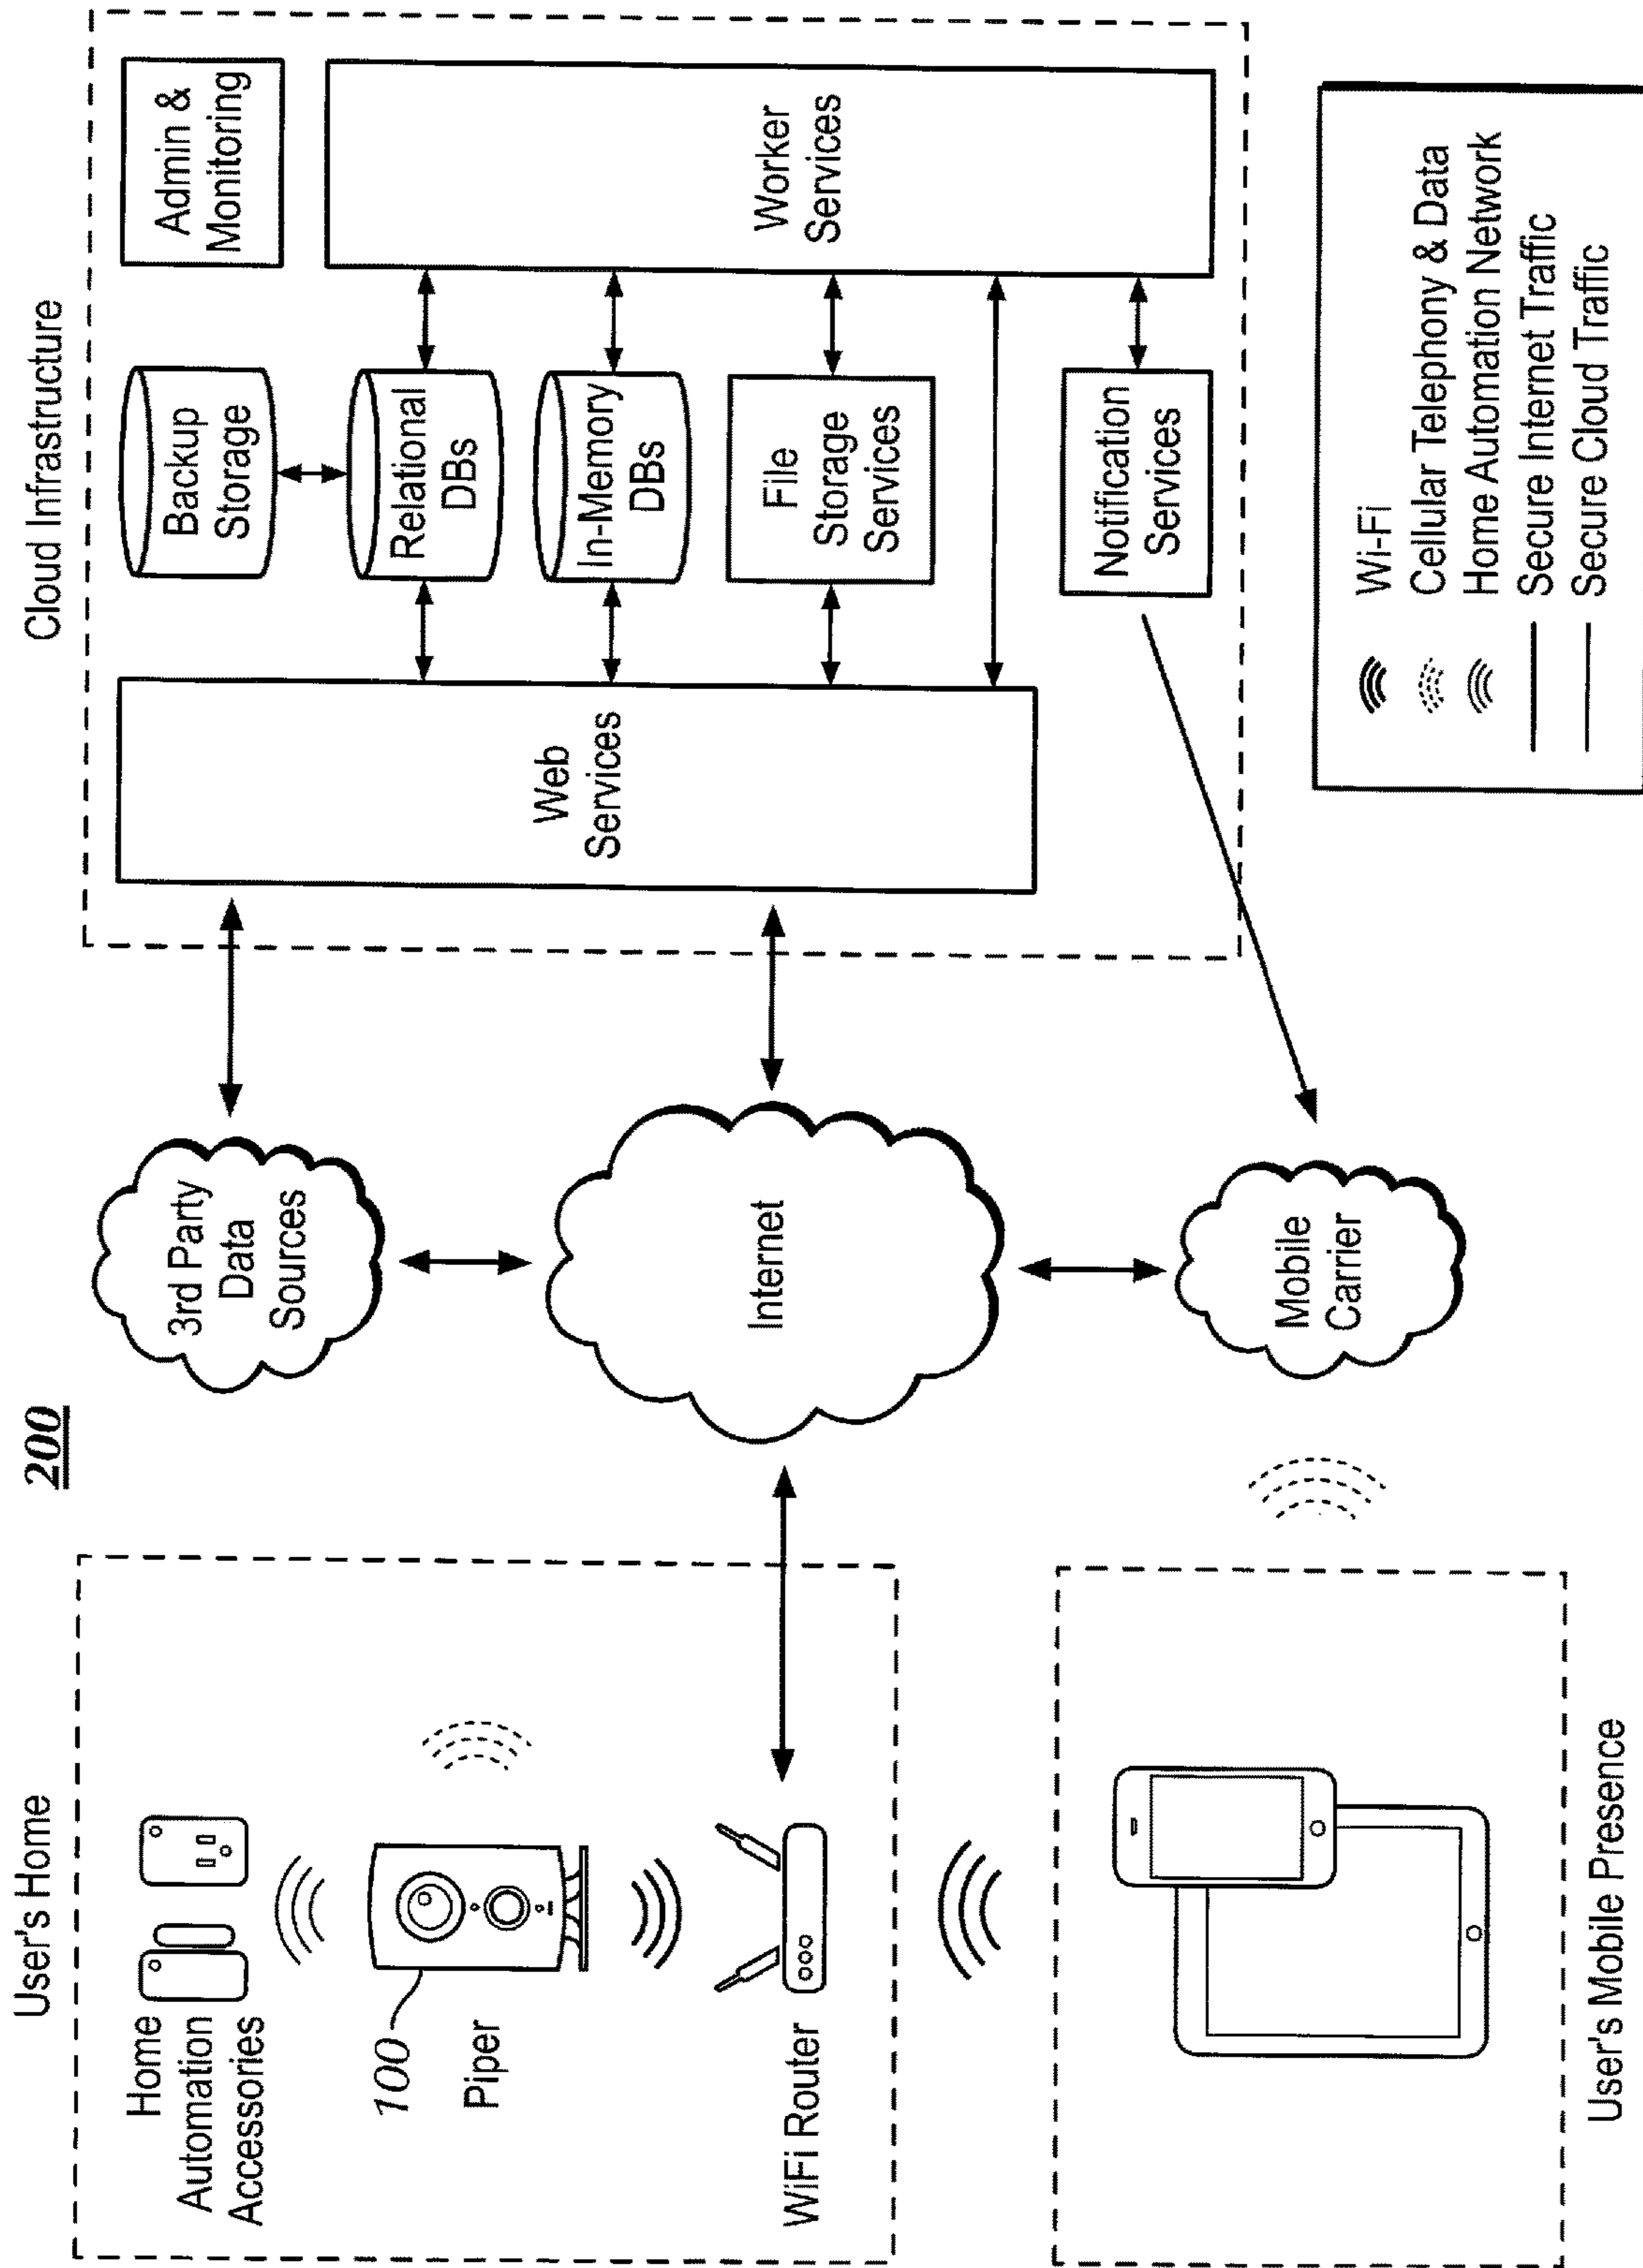 200
User's Home
Home
Automation
Accessories
100
Piper
WiFi Router
User's Mobile Presence
3rd Party
Data
Sources
Internet
Mobile
Carrier
Cloud Infrastructure
Web
Services
Backup
Storage
Relational
DBs
In-Memory
DBs
File
Storage
Services
Notification
Services
Admin &
Monitoring
Worker
Services
Wi-Fi
Cellular Telephony & Data
Home Automation Network
Secure Internet Traffic
Secure Cloud Traffic